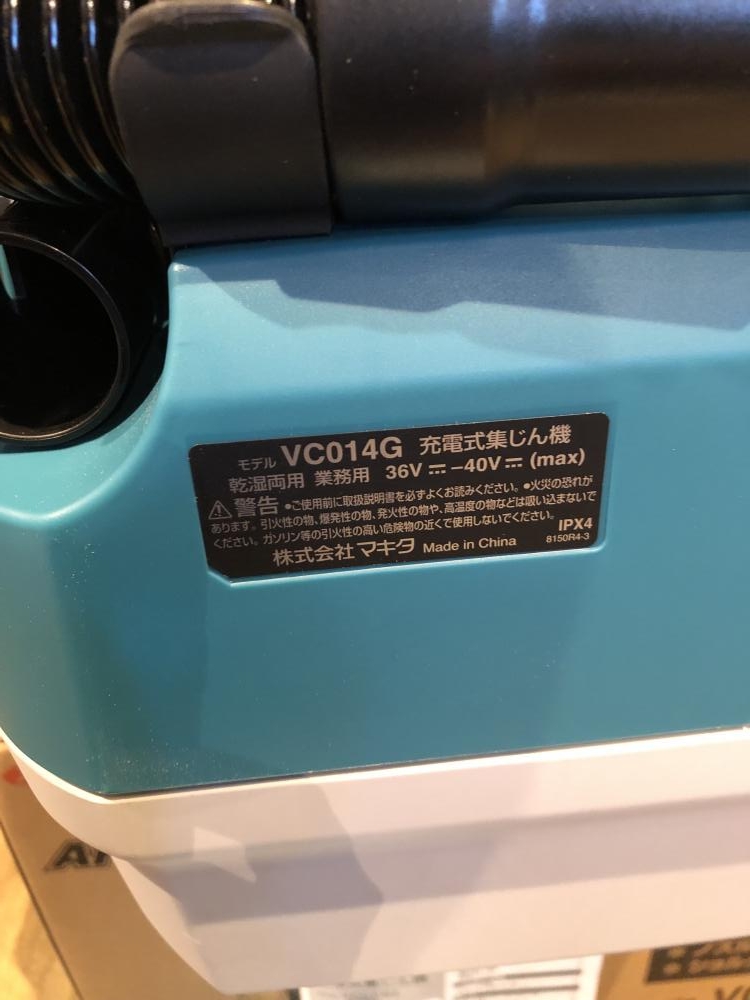 モデル VC014G 充電式集じん機
乾湿両用 業務用 36V⎓–40V⎓(max)
⚠警告 •ご使用前に取扱説明書を必ずよくお読みください。•火災の恐れが
あります。引火性の物、爆発性の物、発火性の物や、高温度の物などは吸い込まないで
ください。ガソリン等の引火性の高い危険物の近くで使用しないでください。
IPX4
株式会社マキタ Made in China 8150R4-3